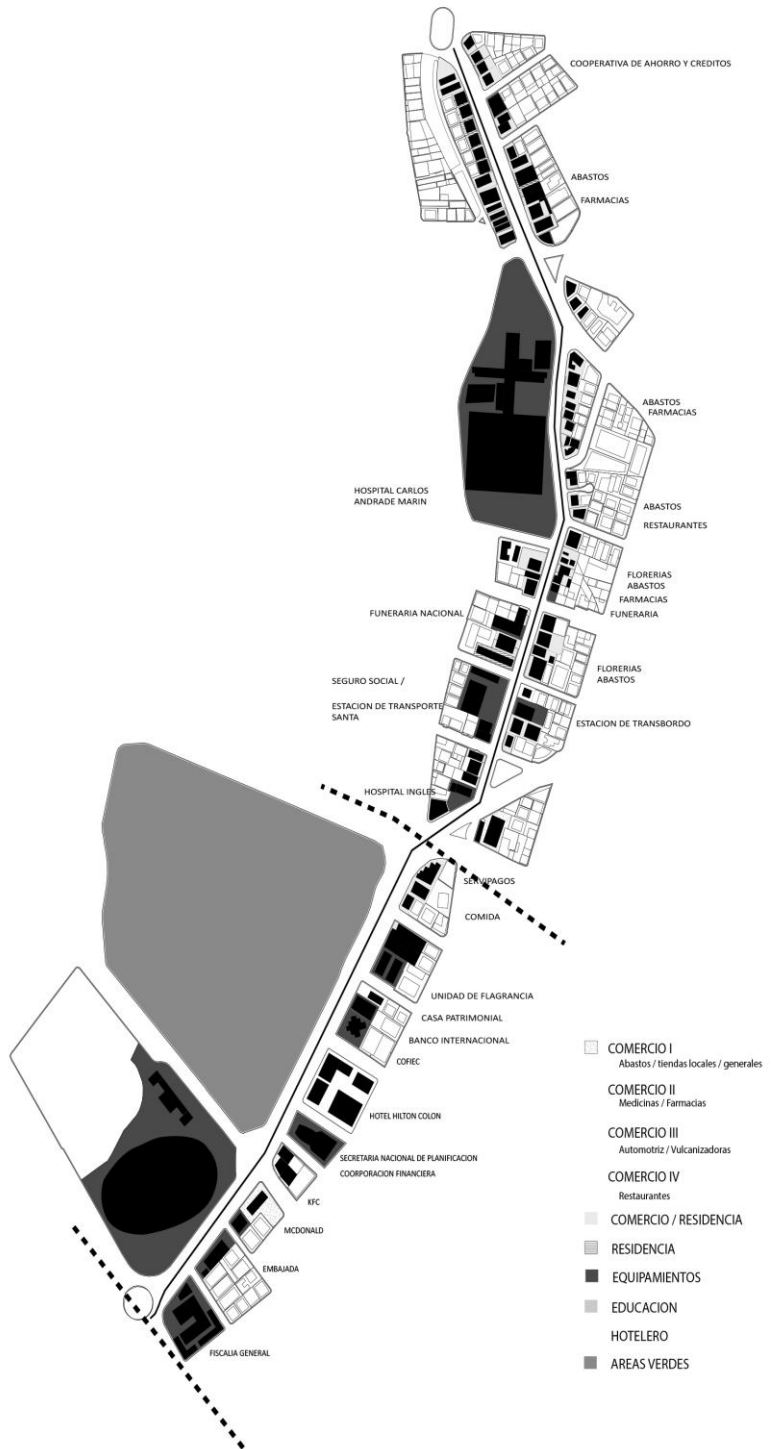 COOPERATIVA DE AHORRO Y CREDITOS
ABASTOS
FARMACIAS
ABASTOS
FARMACIAS
HOSPITAL CARLOS
ANDRADE MARIN
ABASTOS
RESTAURANTES
FLORERIAS
ABASTOS
FARMACIAS
FUNERARIA
FUNERARIA NACIONAL
FLORERIAS
ABASTOS
SEGURO SOCIAL /
ESTACION DE TRANSPORTE
SANTA
ESTACION DE TRANSBORDO
HOSPITAL INGLES
SERVIPAGOS
COMIDA
UNIDAD DE FLAGRANCIA
CASA PATRIMONIAL
BANCO INTERNACIONAL
COFIEC
HOTEL HILTON COLON
SECRETARIA NACIONAL DE PLANIFICACION
COORPORACION FINANCIERA
KFC
MCDONALD
EMBAJADA
FISCALIA GENERAL
COMERCIO I
Abastos / tiendas locales / generales
COMERCIO II
Medicinas / Farmacias
COMERCIO III
Automotriz / Vulcanizadoras
COMERCIO IV
Restaurantes
COMERCIO / RESIDENCIA
RESIDENCIA
EQUIPAMIENTOS
EDUCACION
HOTELERO
AREAS VERDES